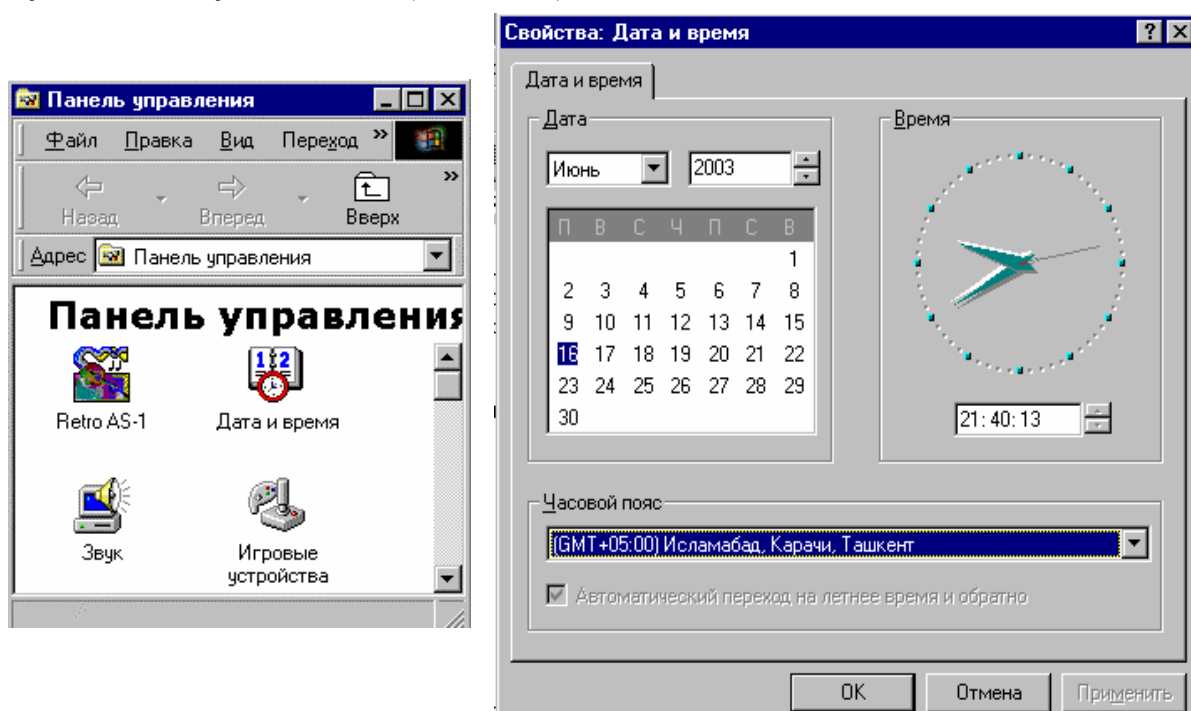 Панель управления
Файл Правка Вид Переход »
Назад Вперед Вверх »
Адрес Панель управления
Панель управления
Retro AS-1 Дата и время
Звук Игровые
устройства
Свойства: Дата и время
Дата и время
Дата
Июнь 2003
П В С Ч П С В
1
2 3 4 5 6 7 8
9 10 11 12 13 14 15
16 17 18 19 20 21 22
23 24 25 26 27 28 29
30
Время
21:40:13
Часовой пояс
(GMT+05:00) Исламабад, Карачи, Ташкент
Автоматический переход на летнее время и обратно
OK Отмена Применить